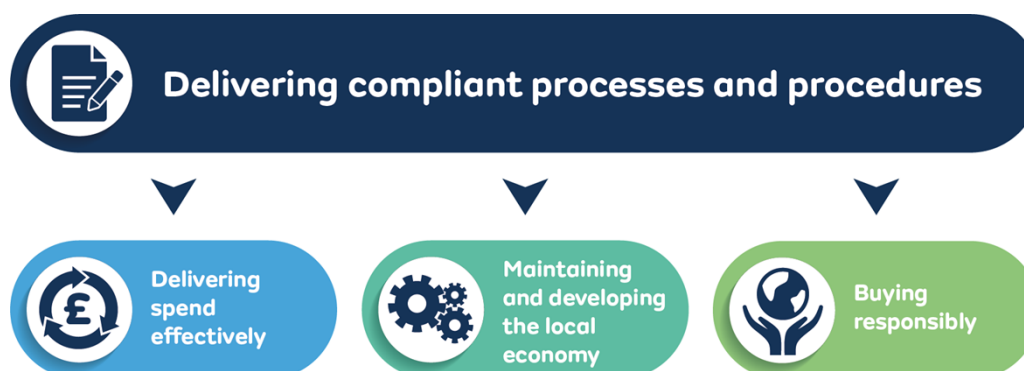 Delivering compliant processes and procedures
Delivering
spend
effectively
Maintaining
and developing
the local
economy
Buying
responsibly
£